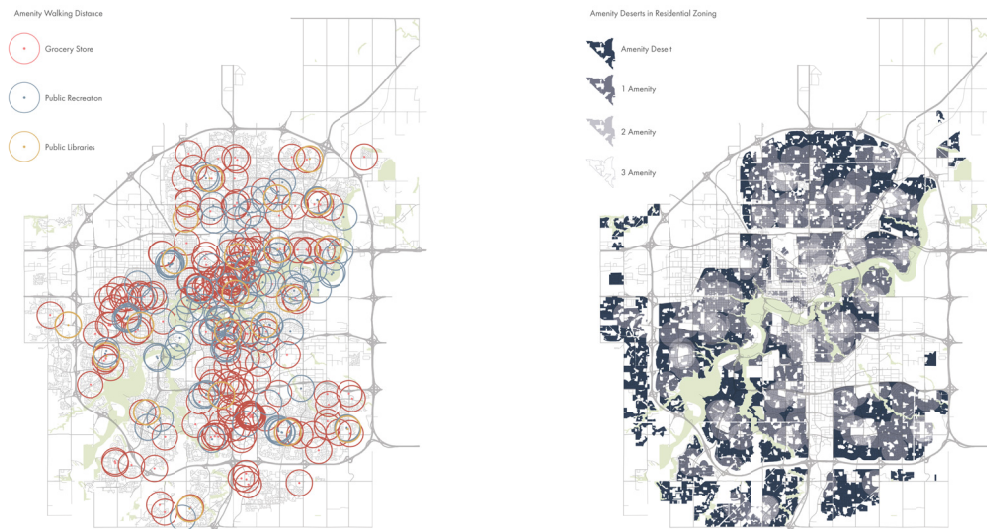 Amenity Walking Distance
Grocery Store
Public Recreaton
Public Libraries
Amenity Deserts in Residential Zoning
Amenity Deset
1 Amenity
2 Amenity
3 Amenity